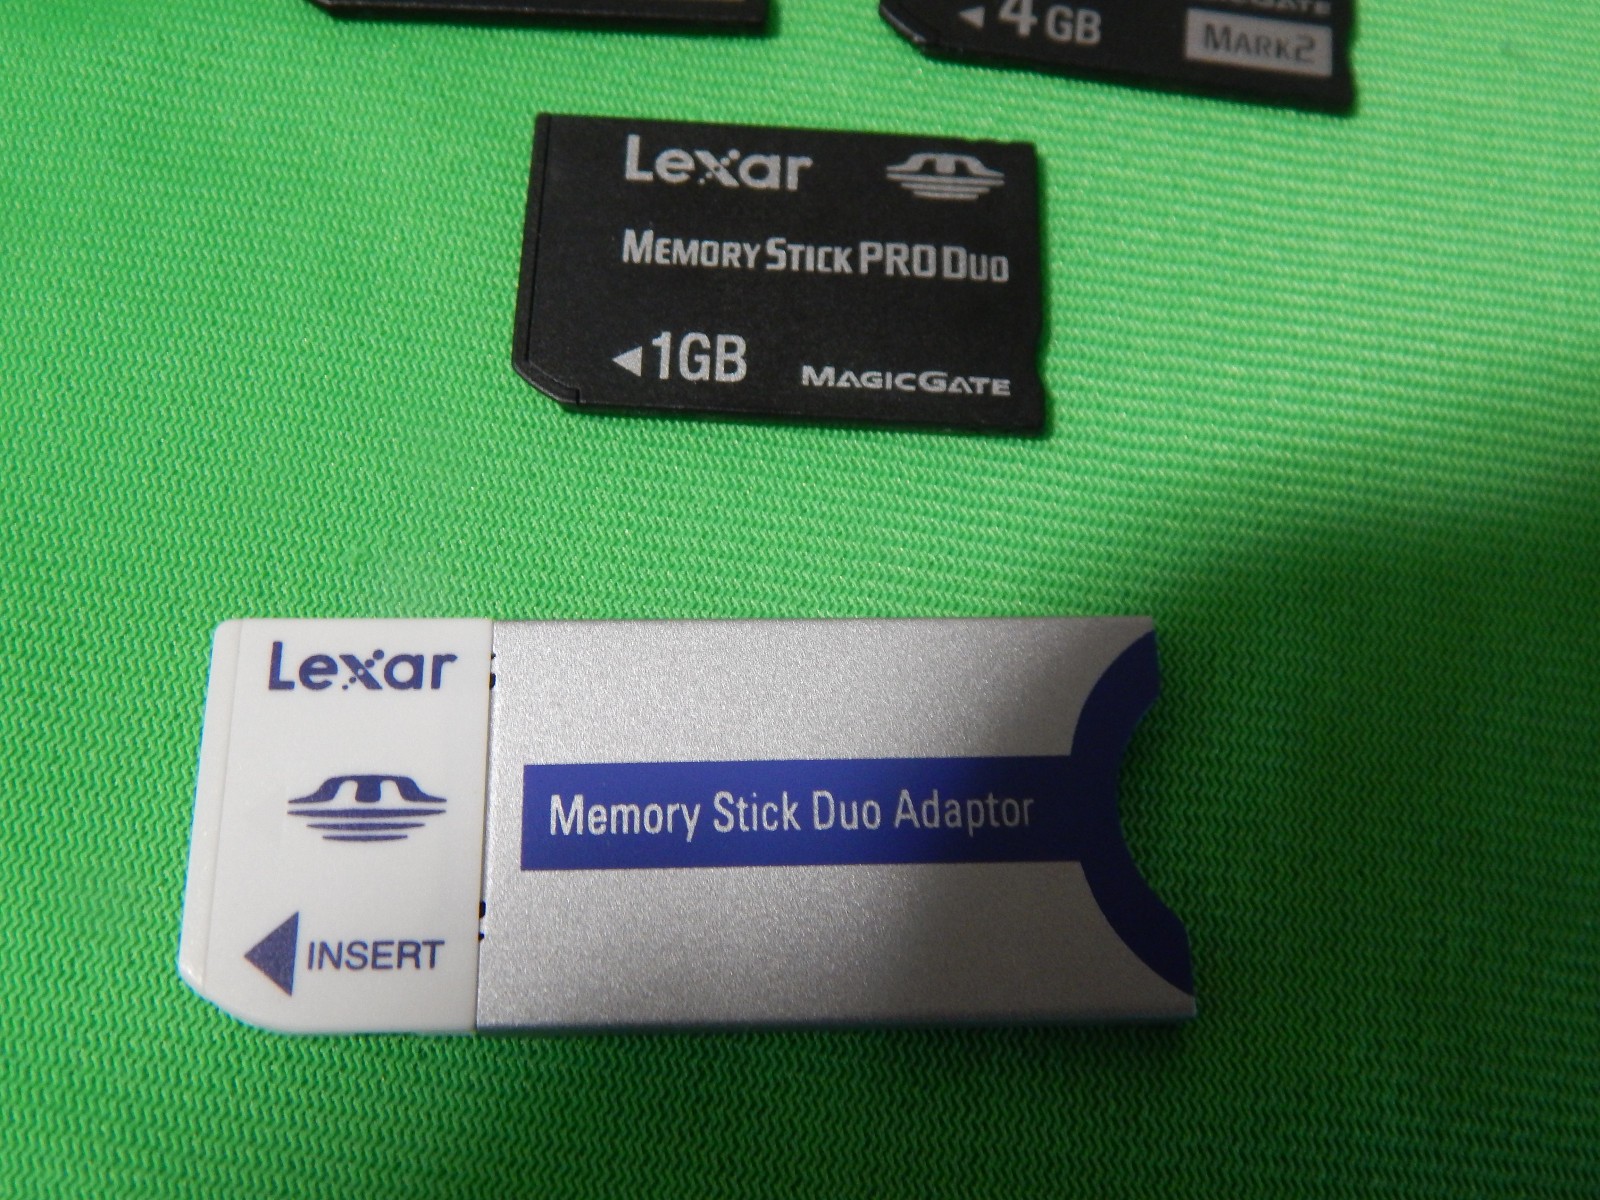 4GB
MARK2
Lexar
MEMORY STICK PRO DUO
1GB
MAGICGATE
Lexar
Memory Stick Duo Adaptor
INSERT